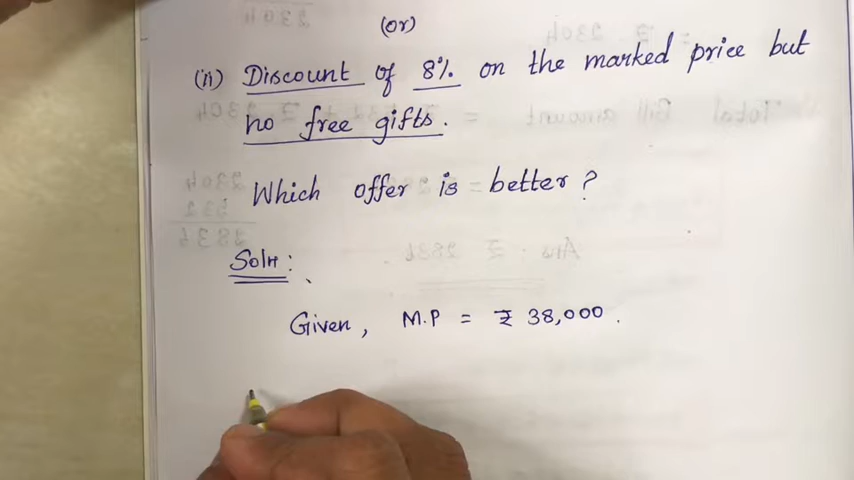 (or)
(ii) Discount of 8% on the marked price but
no free gifts.
Which offer is better?
Soln:
Given, M.P = ₹ 38,000.